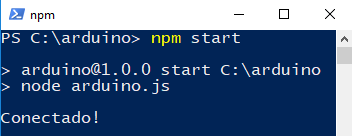 npm
PS C:\arduino> npm start
> arduino@1.0.0 start C:\arduino
> node arduino.js
Conectado!